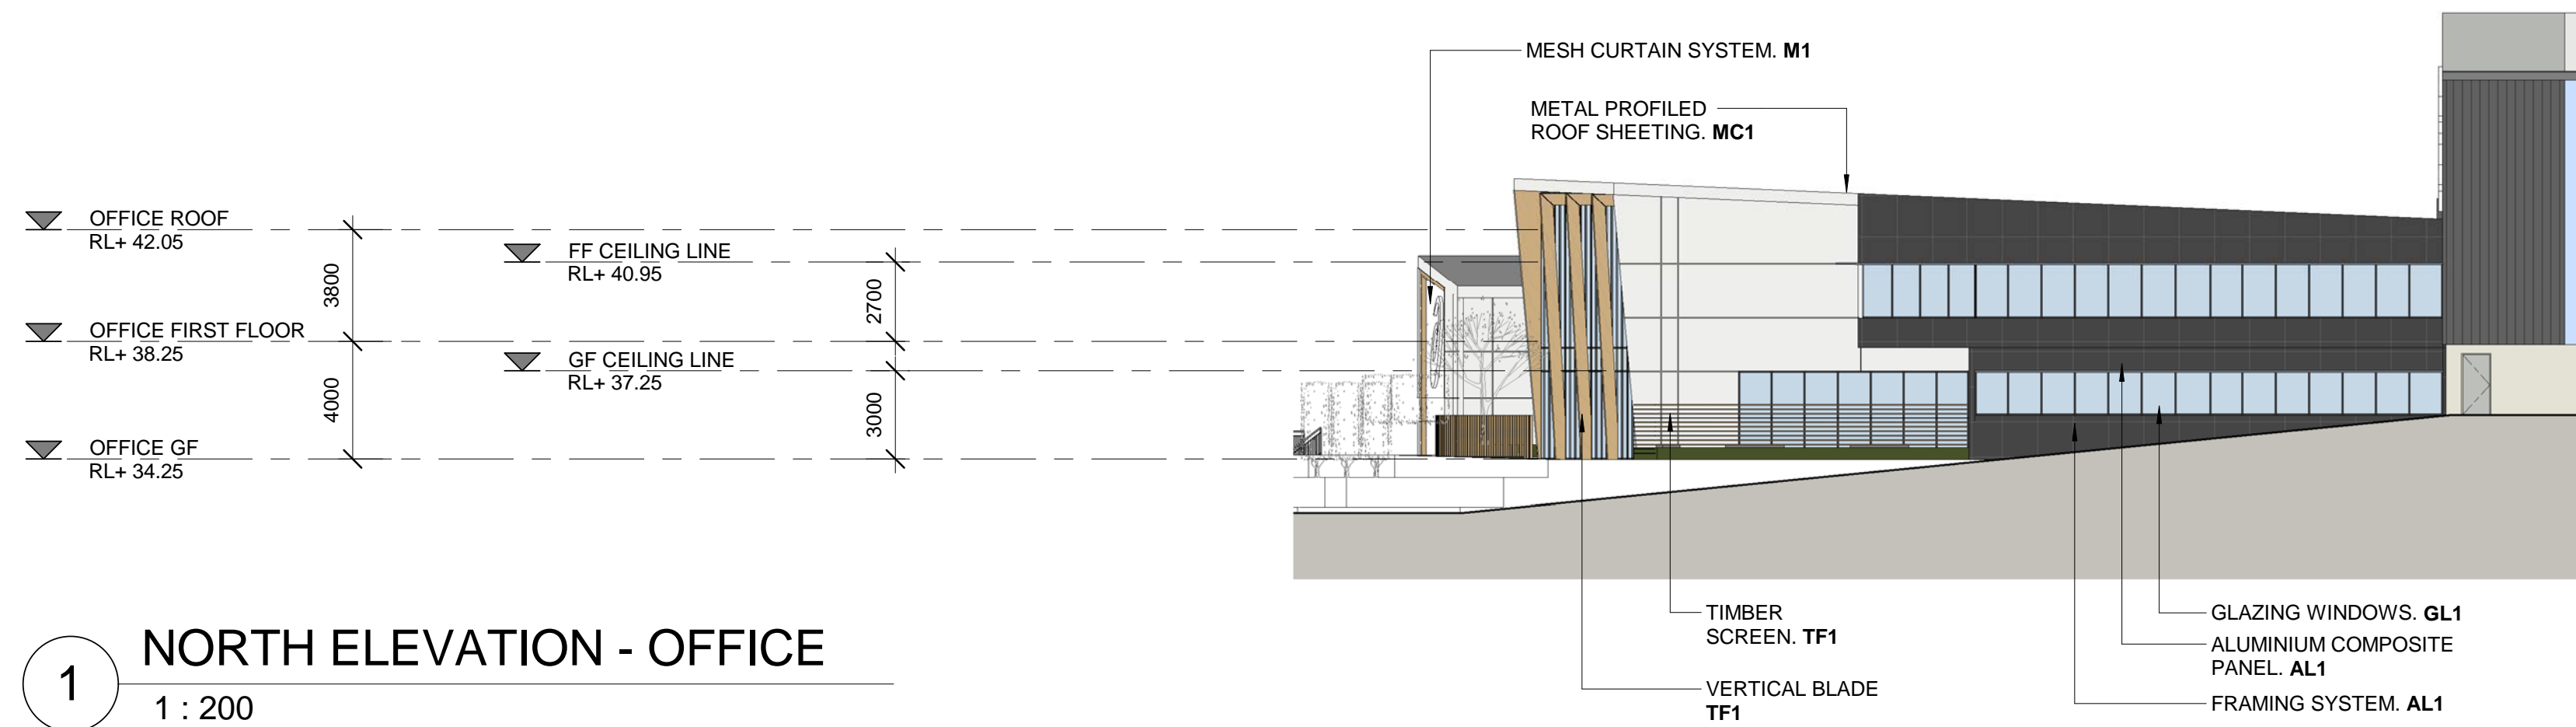 MESH CURTAIN SYSTEM. M1
METAL PROFILED
ROOF SHEETING. MC1
OFFICE ROOF
RL+ 42.05
FF CEILING LINE
RL+ 40.95
3800
2700
OFFICE FIRST FLOOR
RL+ 38.25
GF CEILING LINE
RL+ 37.25
4000
3000
OFFICE GF
RL+ 34.25
TIMBER
SCREEN. TF1
VERTICAL BLADE
TF1
GLAZING WINDOWS. GL1
ALUMINIUM COMPOSITE
PANEL. AL1
FRAMING SYSTEM. AL1
1
NORTH ELEVATION - OFFICE
1 : 200